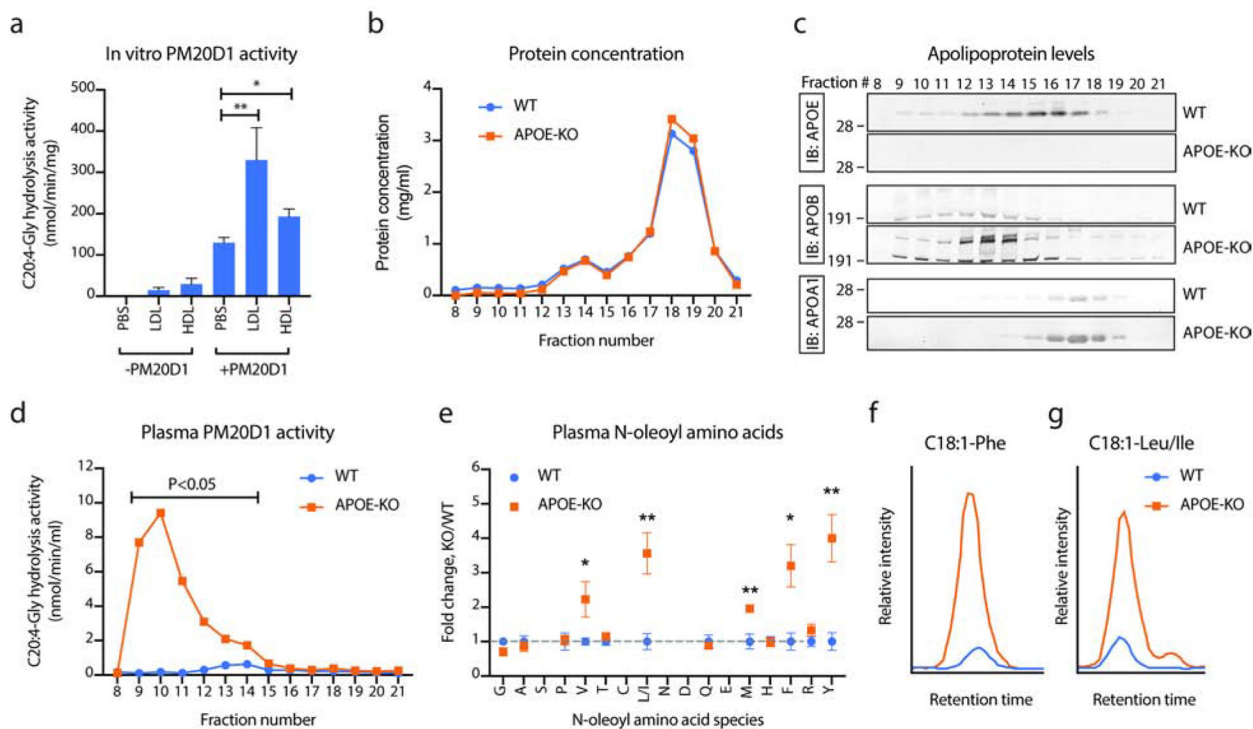 a
In vitro PM20D1 activity
C20:4-Gly hydrolysis activity
(nmol/min/mg)
500
400
300
200
100
0
*
**
PBS
LDL
HDL
PBS
LDL
HDL
-PM20D1
+PM20D1
b
Protein concentration
Protein concentration
(mg/ml)
4
3
2
1
0
WT
APOE-KO
8 9 10 11 12 13 14 15 16 17 18 19 20 21
Fraction number
c
Apolipoprotein levels
Fraction # 8 9 10 11 12 13 14 15 16 17 18 19 20 21
IB: APOE
28
WT
28
APOE-KO
IB: APOB
191
WT
191
APOE-KO
IB: APOA1
28
WT
28
APOE-KO
d
Plasma PM20D1 activity
C20:4-Gly hydrolysis activity
(nmol/min/ml)
12
10
8
6
4
2
0
P<0.05
WT
APOE-KO
8 9 10 11 12 13 14 15 16 17 18 19 20 21
Fraction number
e
Plasma N-oleoyl amino acids
Fold change, KO/WT
6
5
4
3
2
1
0
WT
APOE-KO
*
**
**
*
**
G A S P V T C L/I N D Q E M H F R Y
N-oleoyl amino acid species
f
C18:1-Phe
Relative intensity
Retention time
g
C18:1-Leu/Ile
WT
APOE-KO
Relative intensity
Retention time